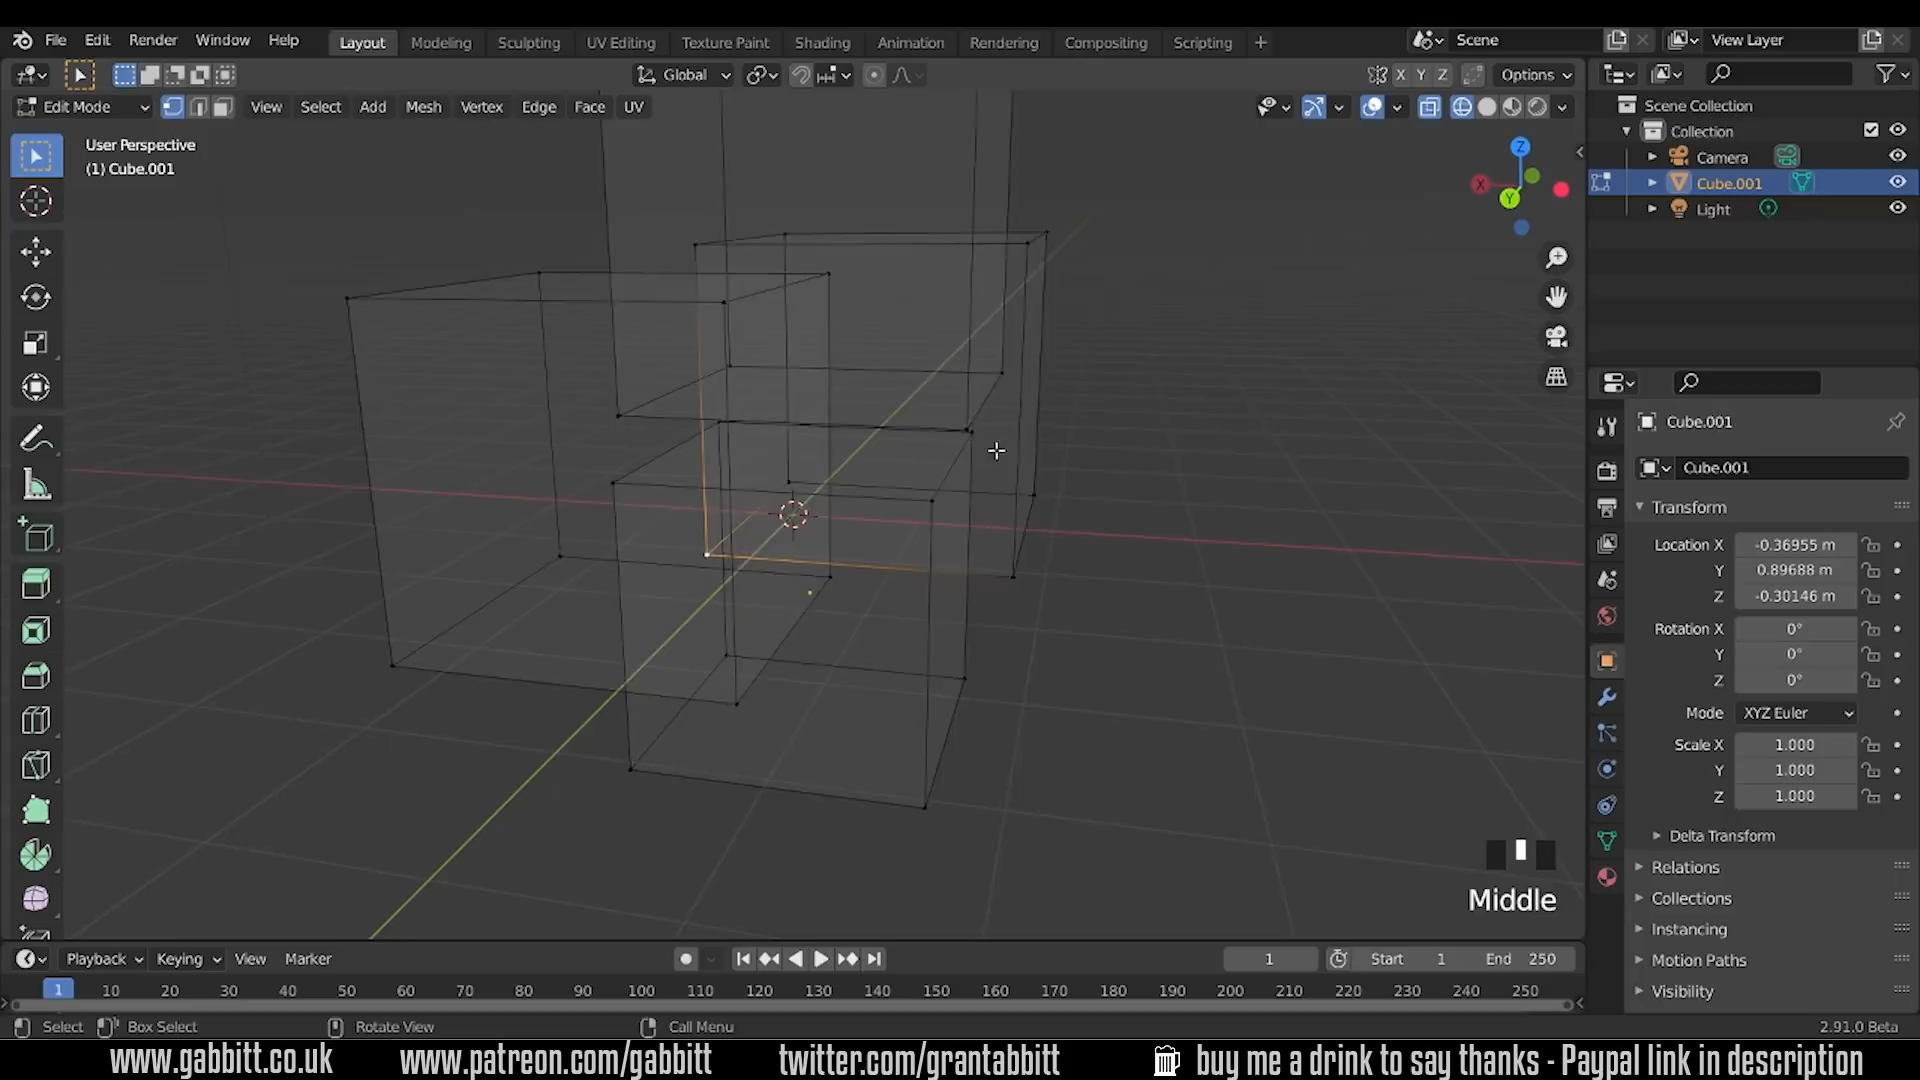 File Edit Render Window Help Layout Modeling Sculpting UV Editing Texture Paint Shading Animation Rendering Compositing Scripting + Scene View Layer
Global X Y Z Options
Edit Mode View Select Add Mesh Vertex Edge Face UV
User Perspective
(1) Cube.001
Z
X
Y
Scene Collection
Collection
Camera
Cube.001
Light
Cube.001
Cube.001
Transform
Location X -0.36955 m
Y 0.89688 m
Z -0.30146 m
Rotation X 0°
Y 0°
Z 0°
Mode XYZ Euler
Scale X 1.000
Y 1.000
Z 1.000
Delta Transform
Relations
Collections
Instancing
Motion Paths
Visibility
Middle
Playback Keying View Marker 1 Start 1 End 250
1 10 20 30 40 50 60 70 80 90 100 110 120 130 140 150 160 170 180 190 200 210 220 230 240 250
Select Box Select Rotate View Call Menu 2.91.0 Beta
www.gabbitt.co.uk www.patreon.com/gabbitt twitter.com/grantabbitt buy me a drink to say thanks - Paypal link in description